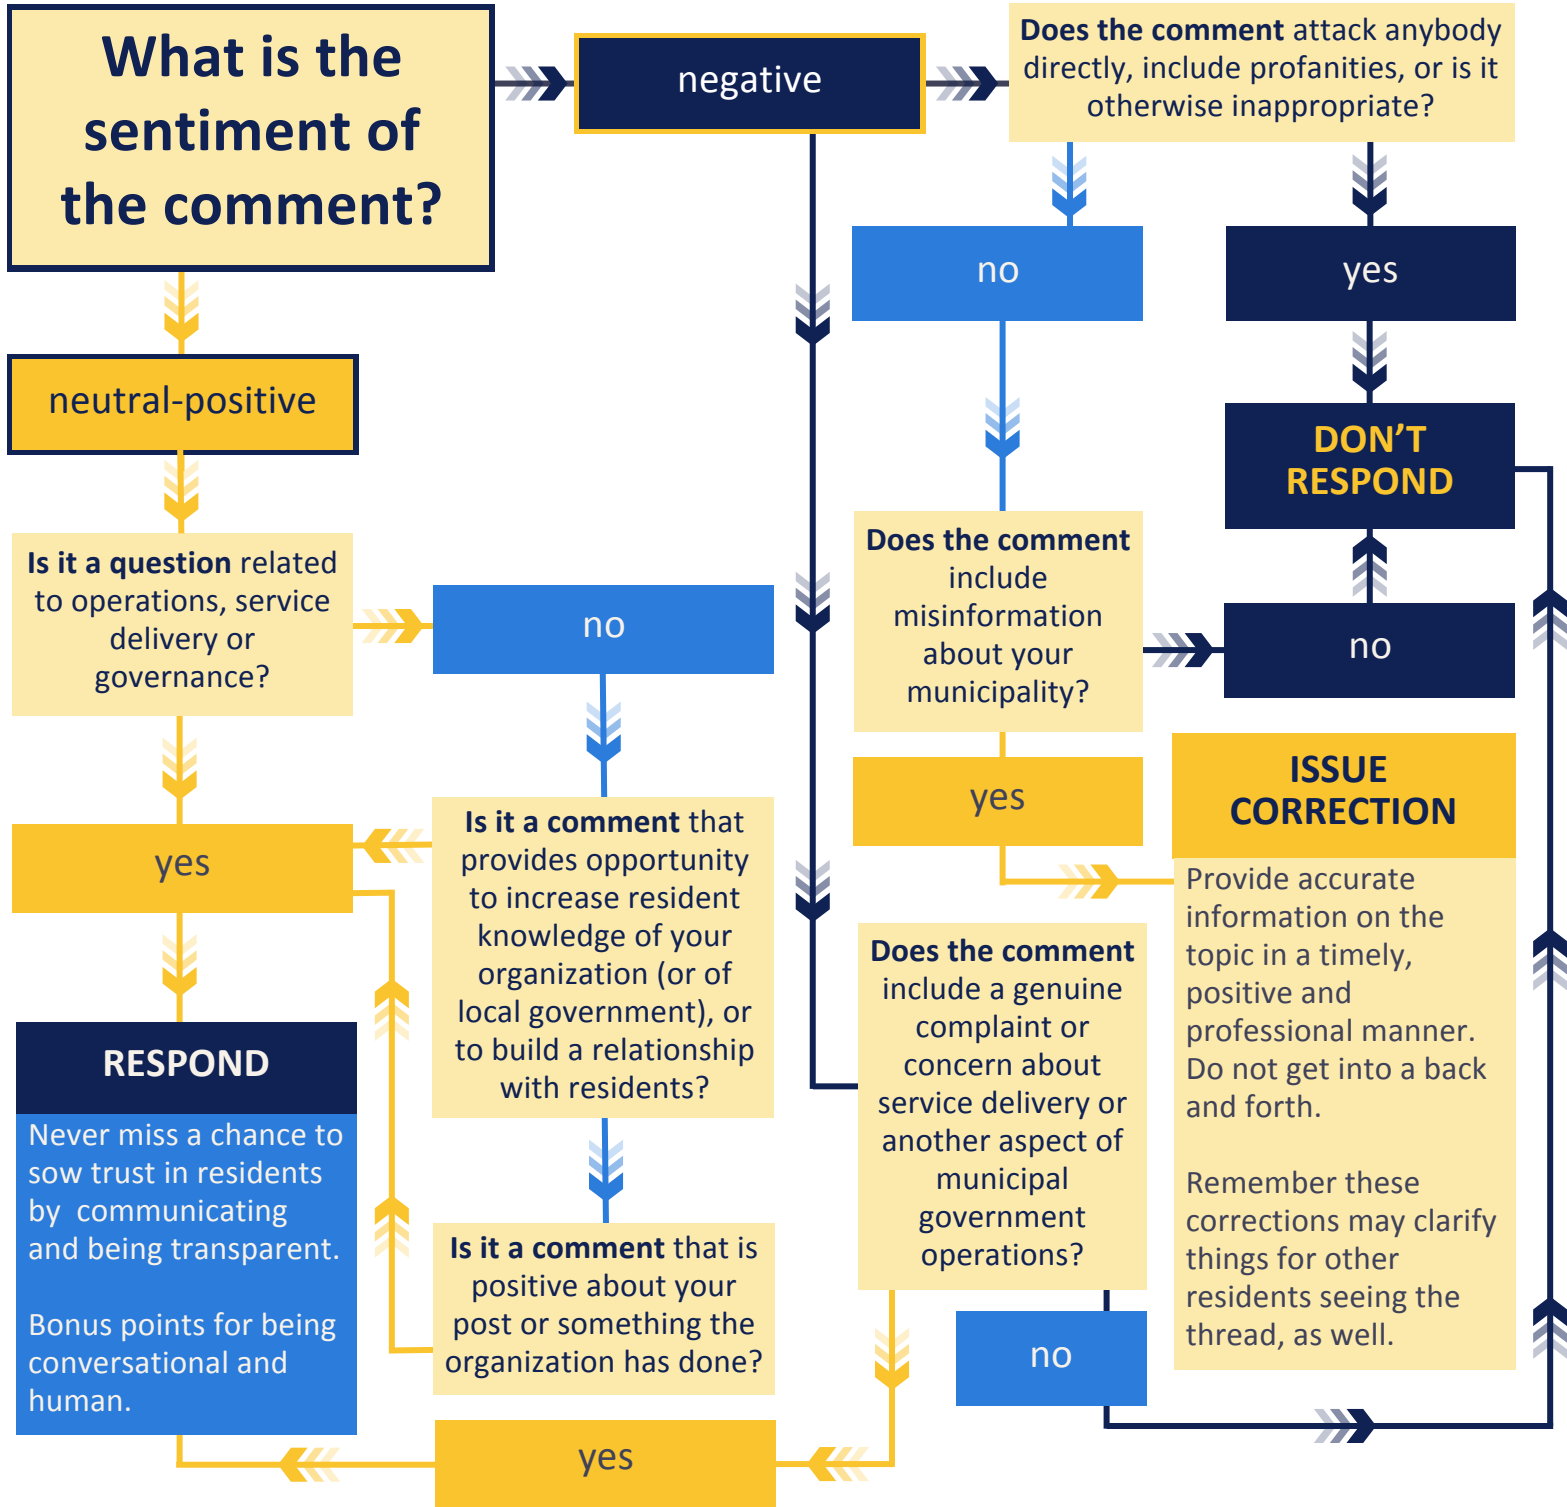 What is the
sentiment of
the comment?
negative
Does the comment attack anybody
directly, include profanities, or is it
otherwise inappropriate?
no
yes
neutral-positive
DON'T
RESPOND
Is it a question related
to operations, service
delivery or
governance?
no
Does the comment
include
misinformation
about your
municipality?
no
yes
ISSUE
CORRECTION
Provide accurate
information on the
topic in a timely,
positive and
professional manner.
Do not get into a back
and forth.
Remember these
corrections may clarify
things for other
residents seeing the
thread, as well.
yes
Is it a comment that
provides opportunity
to increase resident
knowledge of your
organization (or of
local government), or
to build a relationship
with residents?
Does the comment
include a genuine
complaint or
concern about
service delivery or
another aspect of
municipal
government
operations?
RESPOND
Never miss a chance to
sow trust in residents
by  communicating
and being transparent.
Bonus points for being
conversational and
human.
Is it a comment that is
positive about your
post or something the
organization has done?
no
yes